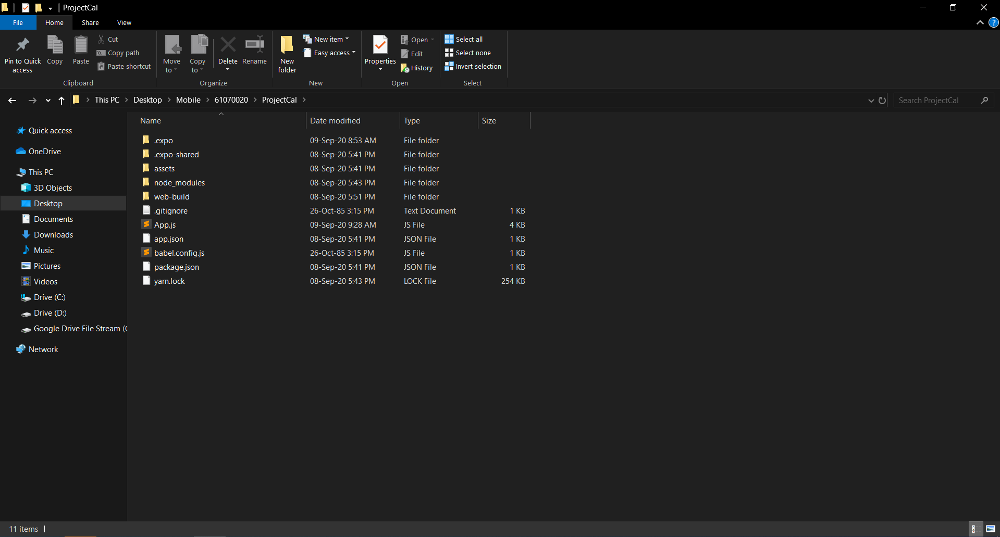 ProjectCal
File Home Share View
Pin to Quick access
Copy
Paste
Cut
Copy path
Paste shortcut
Clipboard
Move to
Copy to
Delete
Rename
Organize
New folder
New item
Easy access
New
Properties
Open
Edit
History
Open
Select all
Select none
Invert selection
Select
This PC > Desktop > Mobile > 61070020 > ProjectCal >
Search ProjectCal
Quick access
OneDrive
This PC
3D Objects
Desktop
Documents
Downloads
Music
Pictures
Videos
Drive (C:)
Drive (D:)
Google Drive File Stream (
Network
Name Date modified Type Size
.expo 09-Sep-20 8:53 AM File folder
.expo-shared 08-Sep-20 5:41 PM File folder
assets 08-Sep-20 5:41 PM File folder
node_modules 08-Sep-20 5:43 PM File folder
web-build 08-Sep-20 5:51 PM File folder
.gitignore 26-Oct-85 3:15 PM Text Document 1 KB
App.js 09-Sep-20 9:28 AM JS File 4 KB
app.json 08-Sep-20 5:41 PM JSON File 1 KB
babel.config.js 26-Oct-85 3:15 PM JS File 1 KB
package.json 08-Sep-20 5:41 PM JSON File 1 KB
yarn.lock 08-Sep-20 5:43 PM LOCK File 254 KB
11 items